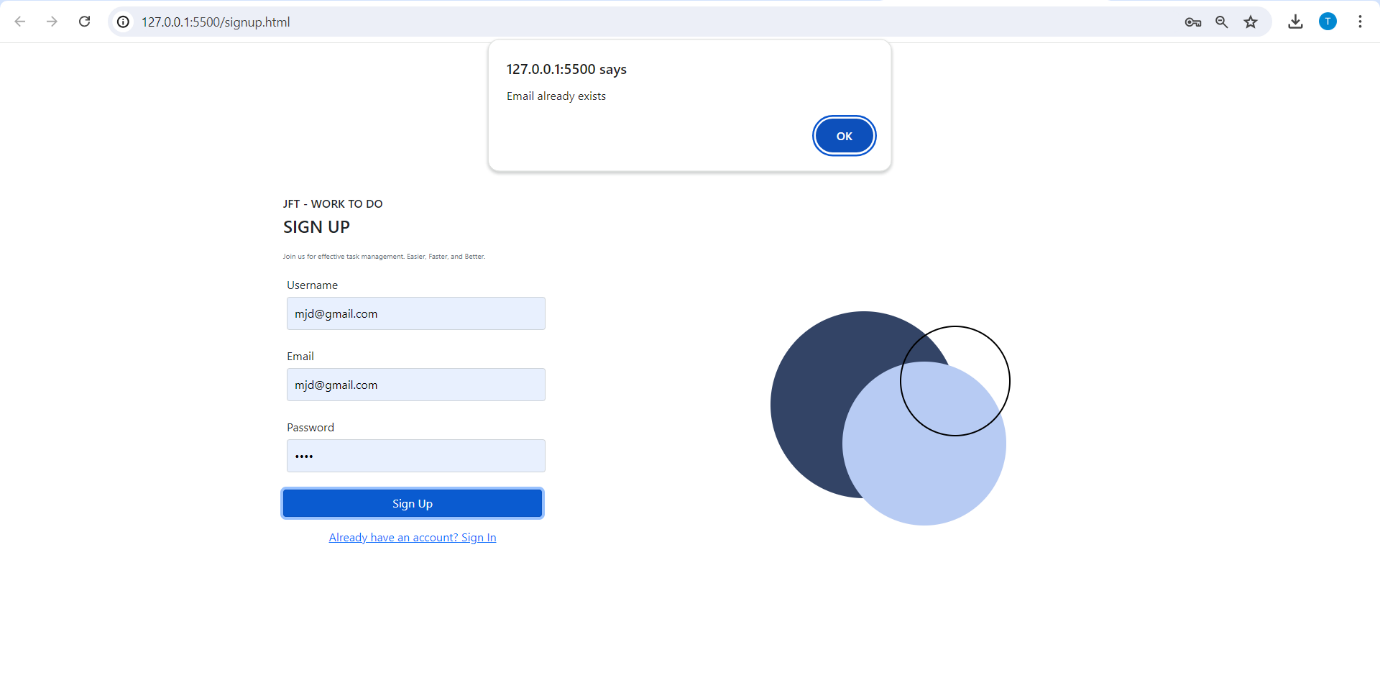 127.0.0.1:5500/signup.html
T
127.0.0.1:5500 says
Email already exists
OK
JFT - WORK TO DO
SIGN UP
Join us for effective task management. Easier, Faster, and Better.
Username
mjd@gmail.com
Email
mjd@gmail.com
Password
••••
Sign Up
Already have an account? Sign In